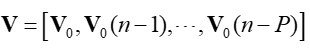 𝐕 = [𝐕₀, 𝐕₀(n−1), ⋯, 𝐕₀(n−P)]